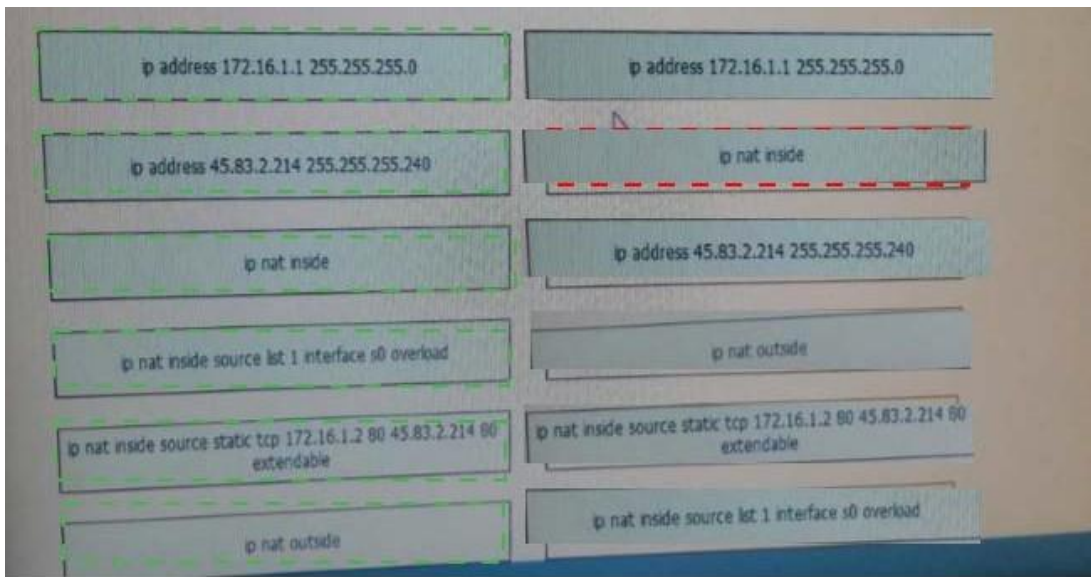 ip address 172.16.1.1 255.255.255.0
ip address 45.83.2.214 255.255.255.240
ip nat inside
ip nat inside source list 1 interface s0 overload
ip nat inside source static tcp 172.16.1.2 80 45.83.2.214 80
extendable
ip nat outside
ip address 172.16.1.1 255.255.255.0
ip nat inside
ip address 45.83.2.214 255.255.255.240
ip nat outside
ip nat inside source static tcp 172.16.1.2 80 45.83.2.214 80
extendable
ip nat inside source list 1 interface s0 overload